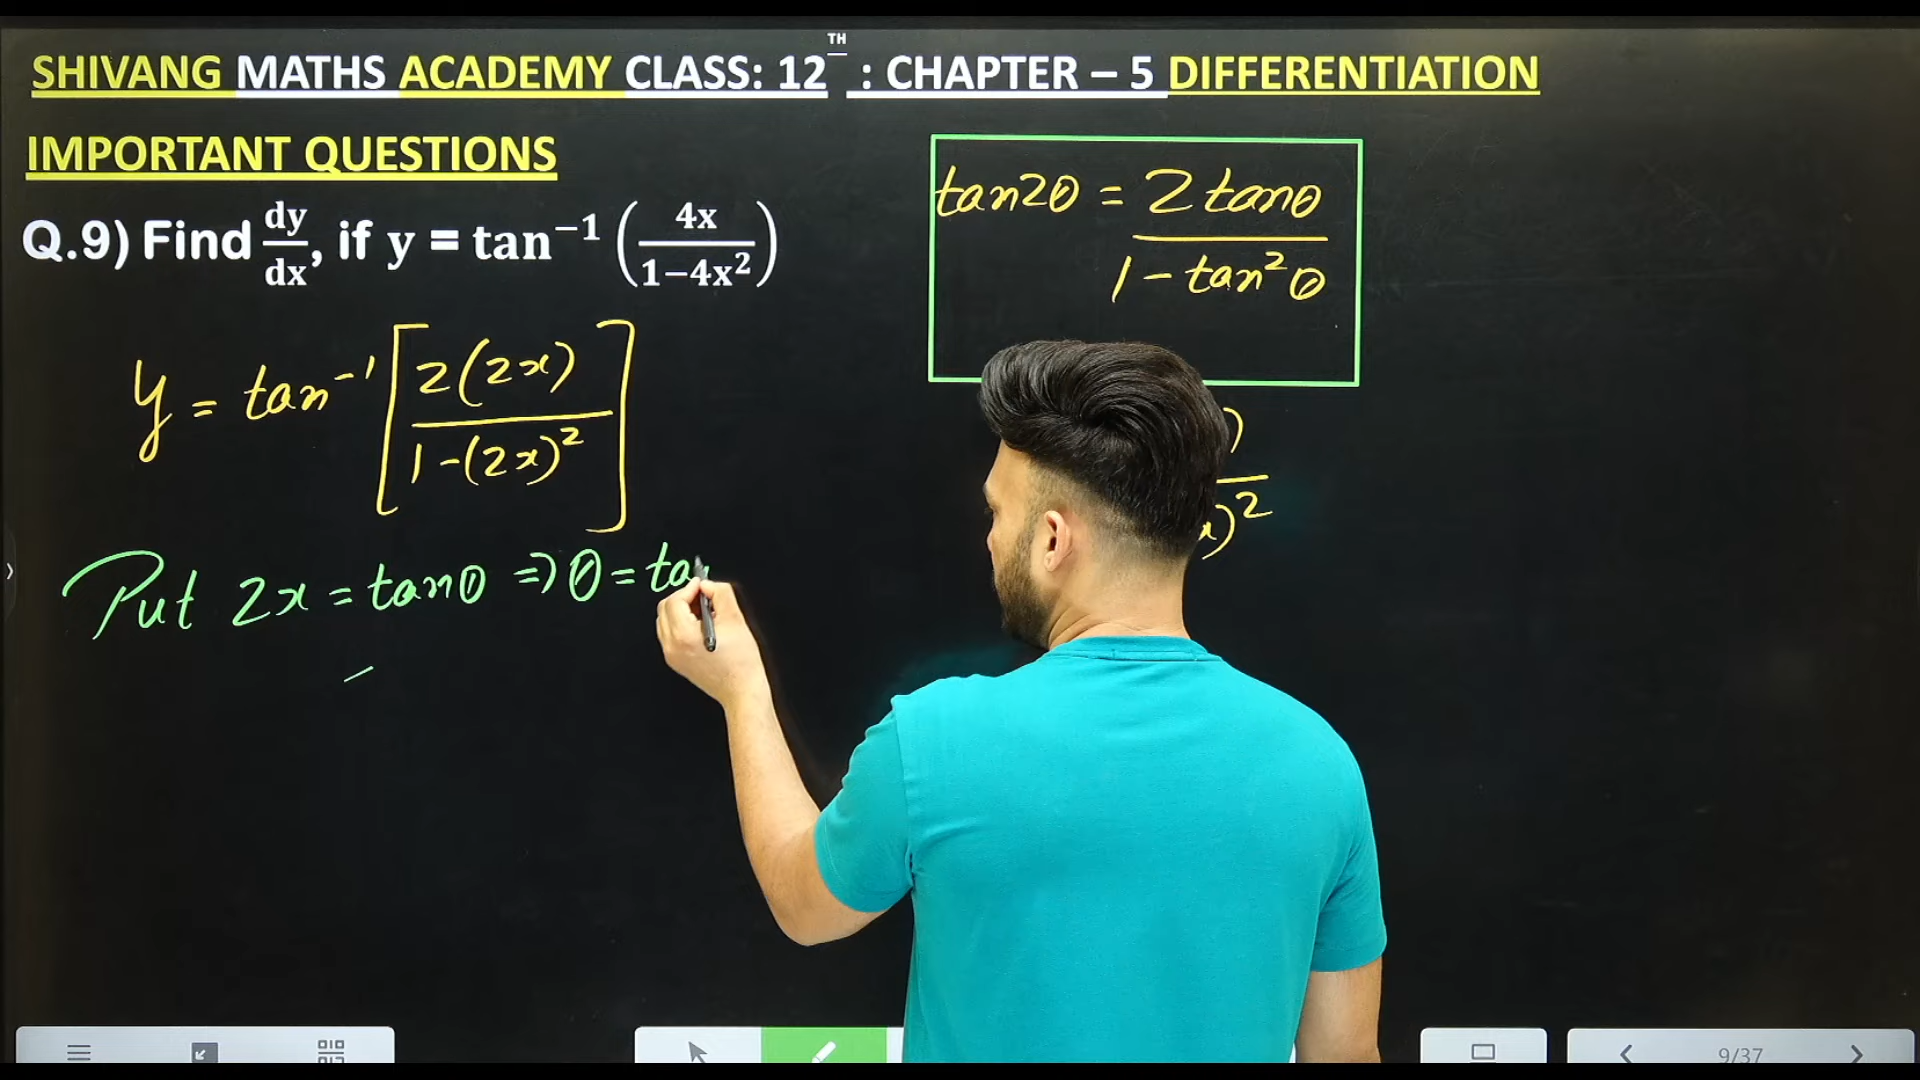 SHIVANG MATHS ACADEMY CLASS: 12TH : CHAPTER – 5 DIFFERENTIATION
IMPORTANT QUESTIONS
Q.9) Find dy/dx, if y = tan⁻¹ (4x/1−4x²)
tan2θ = 2tanθ/1 − tan²θ
y = tan⁻¹ [2(2x)/1-(2x)²]
)
x)²
Put 2x = tanθ ⇒ θ = ta
9/37